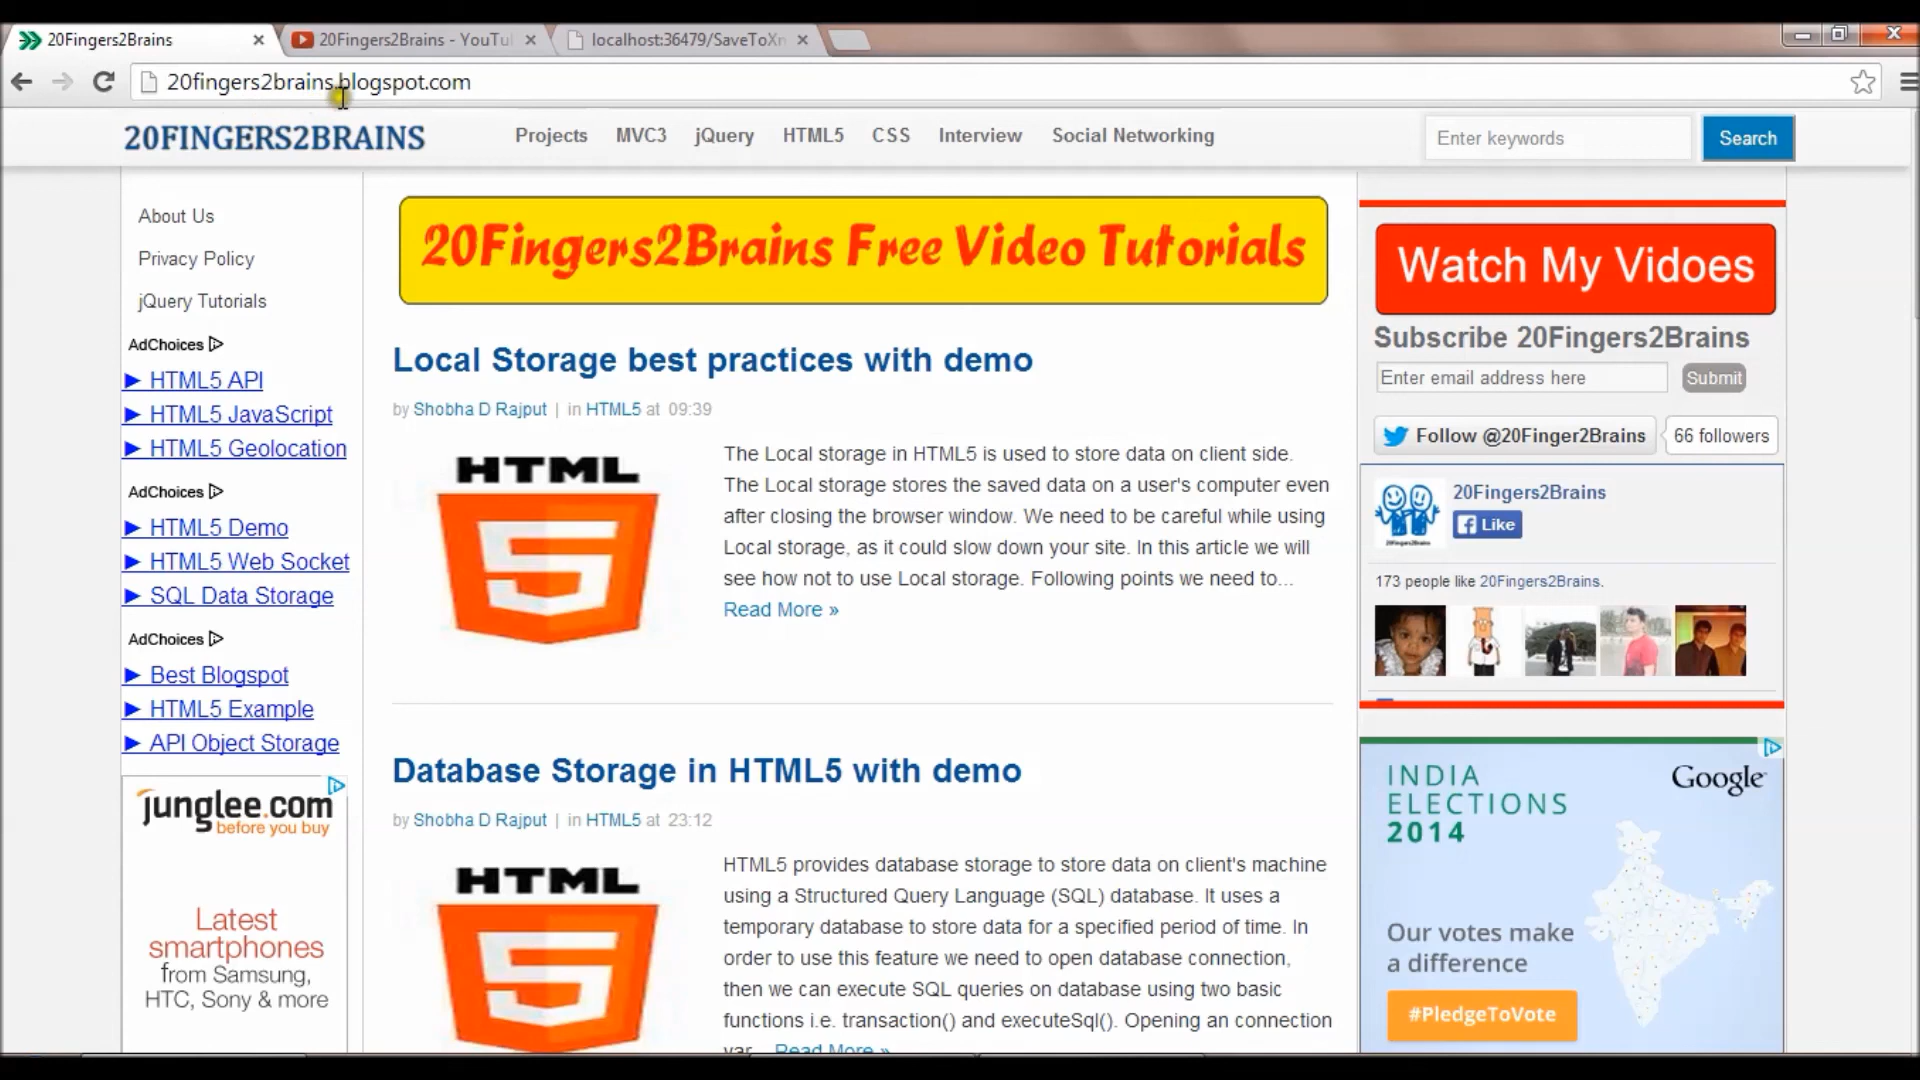 20Fingers2Brains
20Fingers2Brains - YouTu
localhost:36479/SaveToXm
20fingers2brains.blogspot.com
20FINGERS2BRAINS
Projects MVC3 jQuery HTML5 CSS Interview Social Networking
Enter keywords
Search
About Us
Privacy Policy
jQuery Tutorials
AdChoices
► HTML5 API
► HTML5 JavaScript
► HTML5 Geolocation
AdChoices
► HTML5 Demo
► HTML5 Web Socket
► SQL Data Storage
AdChoices
► Best Blogspot
► HTML5 Example
► API Object Storage
junglee.com
before you buy
Latest
smartphones
from Samsung,
HTC, Sony & more
20Fingers2Brains Free Video Tutorials
Local Storage best practices with demo
by Shobha D Rajput | in HTML5 at 09:39
HTML
5
The Local storage in HTML5 is used to store data on client side.
The Local storage stores the saved data on a user's computer even
after closing the browser window. We need to be careful while using
Local storage, as it could slow down your site. In this article we will
see how not to use Local storage. Following points we need to...
Read More »
Database Storage in HTML5 with demo
by Shobha D Rajput | in HTML5 at 23:12
HTML
5
HTML5 provides database storage to store data on client's machine
using a Structured Query Language (SQL) database. It uses a
temporary database to store data for a specified period of time. In
order to use this feature we need to open database connection,
then we can execute SQL queries on database using two basic
functions i.e. transaction() and executeSql(). Opening an connection
var... Read More »
Watch My Vidoes
Subscribe 20Fingers2Brains
Enter email address here
Submit
Follow @20Finger2Brains
66 followers
20Fingers2Brains
Like
173 people like 20Fingers2Brains.
INDIA
ELECTIONS
2014
Google
Our votes make
a difference
#PledgeToVote